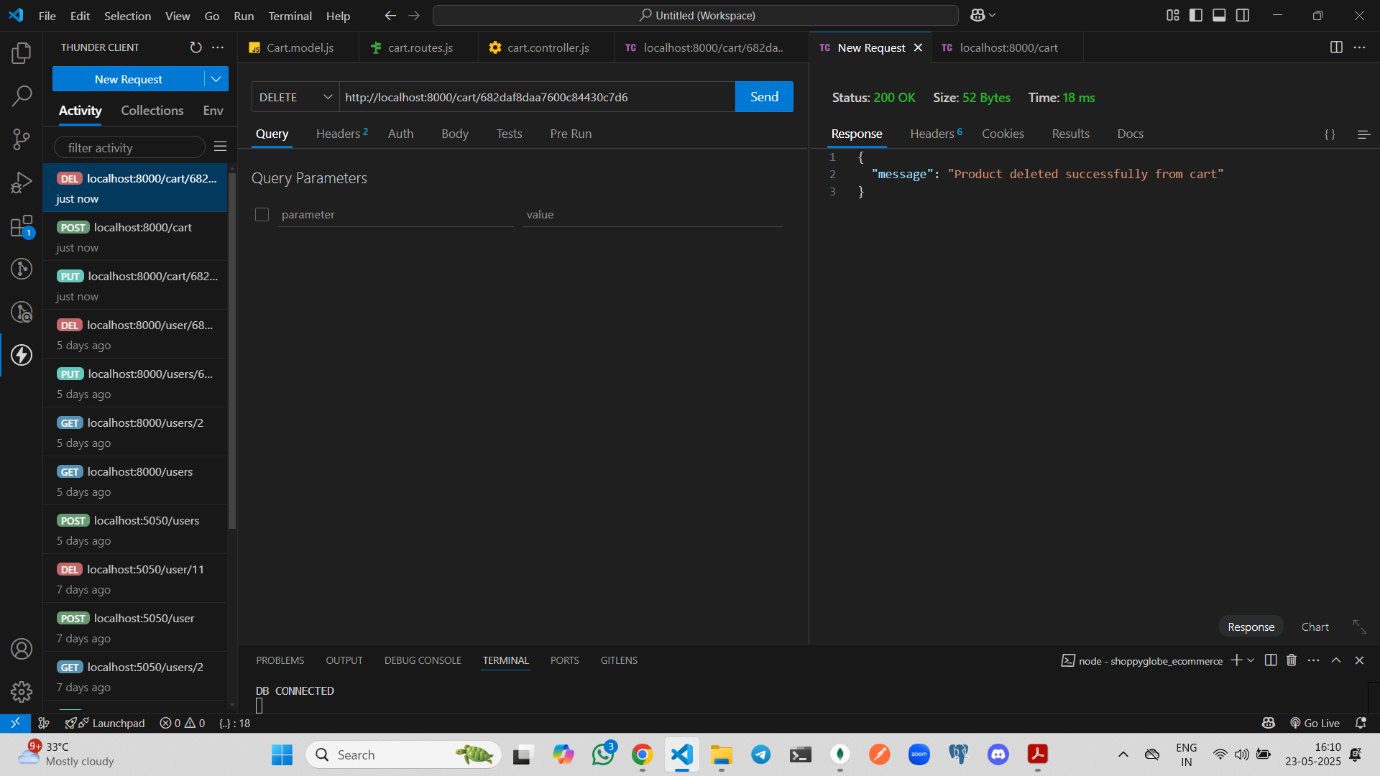 File Edit Selection View Go Run Terminal Help
Untitled (Workspace)
THUNDER CLIENT
New Request
Activity Collections Env
filter activity
DEL localhost:8000/cart/682...
just now
POST localhost:8000/cart
just now
PUT localhost:8000/cart/682...
just now
DEL localhost:8000/user/68...
5 days ago
PUT localhost:8000/users/6...
5 days ago
GET localhost:8000/users/2
5 days ago
GET localhost:8000/users
5 days ago
POST localhost:5050/users
5 days ago
DEL localhost:5050/user/11
7 days ago
POST localhost:5050/user
7 days ago
GET localhost:5050/users/2
7 days ago
1
JS Cart.model.js cart.routes.js cart.controller.js TC localhost:8000/cart/682da.. TC New Request TC localhost:8000/cart
DELETE http://localhost:8000/cart/682daf8daa7600c84430c7d6 Send
Query Headers 2 Auth Body Tests Pre Run
Query Parameters
parameter value
Status: 200 OK Size: 52 Bytes Time: 18 ms
Response Headers 6 Cookies Results Docs {}
1 {
2 "message": "Product deleted successfully from cart"
3 }
Response Chart
PROBLEMS OUTPUT DEBUG CONSOLE TERMINAL PORTS GITLENS
node - shoppyglobe_ecommerce
DB CONNECTED
Launchpad 0 0 {..} : 18 Go Live
9+ 33°C
Mostly cloudy
Search
3
zoom
ENG
IN
16:10
23-05-2025